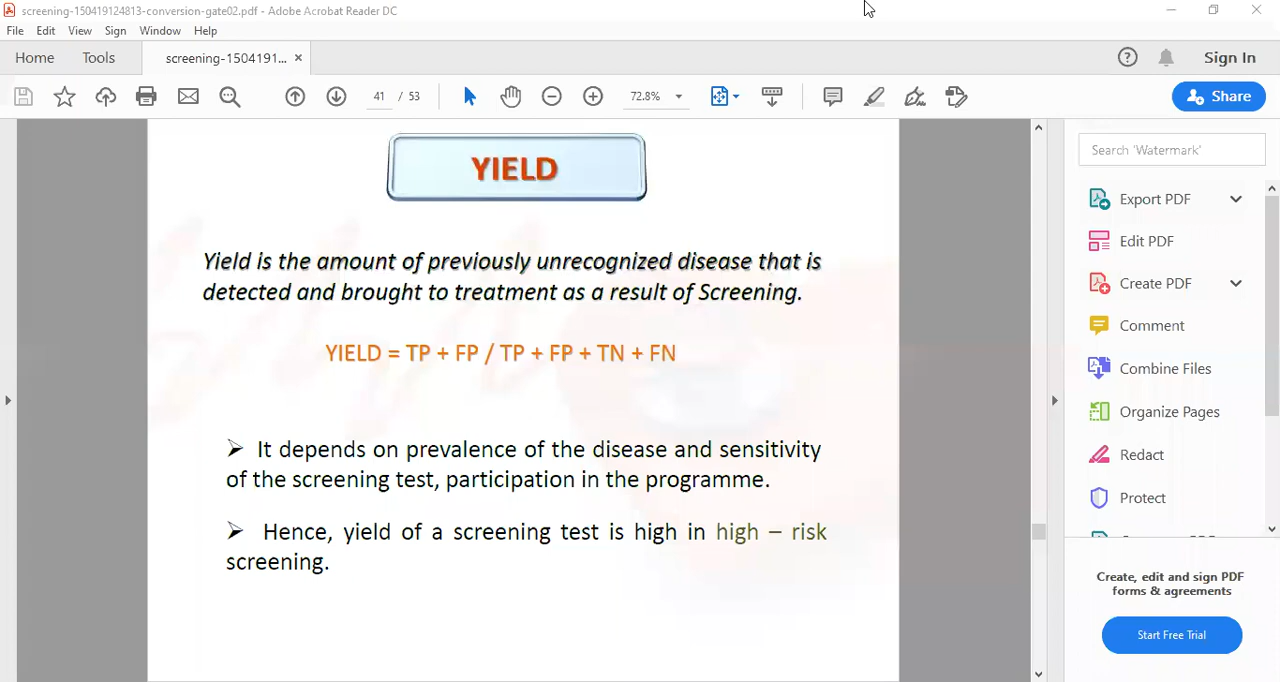 screening-150419124813-conversion-gate02.pdf - Adobe Acrobat Reader DC
File Edit View Sign Window Help
Home Tools screening-1504191... ×
Sign In
41 / 53 72.8%
Share
YIELD
Yield is the amount of previously unrecognized disease that is
detected and brought to treatment as a result of Screening.
YIELD = TP + FP / TP + FP + TN + FN
➢ It depends on prevalence of the disease and sensitivity
of the screening test, participation in the programme.
➢ Hence, yield of a screening test is high in high – risk
screening.
Search 'Watermark'
Export PDF
Edit PDF
Create PDF
Comment
Combine Files
Organize Pages
Redact
Protect
Create, edit and sign PDF
forms & agreements
Start Free Trial